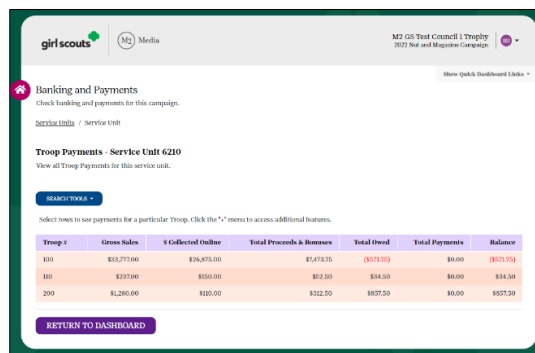 girl scouts
M2 Media
M2 GS Test Council 1 Trophy
2022 Nut and Magazine Campaign
Show Quick Dashboard Links
Banking and Payments
Check banking and payments for this campaign.
Service Units / Service Unit
Troop Payments - Service Unit 6210
View all Troop Payments for this service unit.
SEARCH TOOLS
Select rows to see payments for a particular Troop. Click the "+" menu to access additional features.
Troop # Gross Sales $ Collected Online Total Proceeds & Bonuses Total Owed Total Payments Balance
100 $33,777.00 $26,875.00 $7,473.75 ($571.75) $0.00 ($571.75)
110 $237.00 $150.00 $52.50 $34.50 $0.00 $34.50
200 $1,280.00 $110.00 $312.50 $857.50 $0.00 $857.50
RETURN TO DASHBOARD